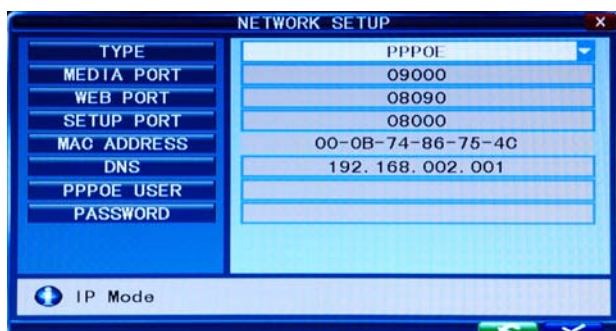 NETWORK SETUP
TYPE PPPOE
MEDIA PORT 09000
WEB PORT 08090
SETUP PORT 08000
MAC ADDRESS 00-0B-74-86-75-4C
DNS 192.168.002.001
PPPOE USER
PASSWORD
IP Mode